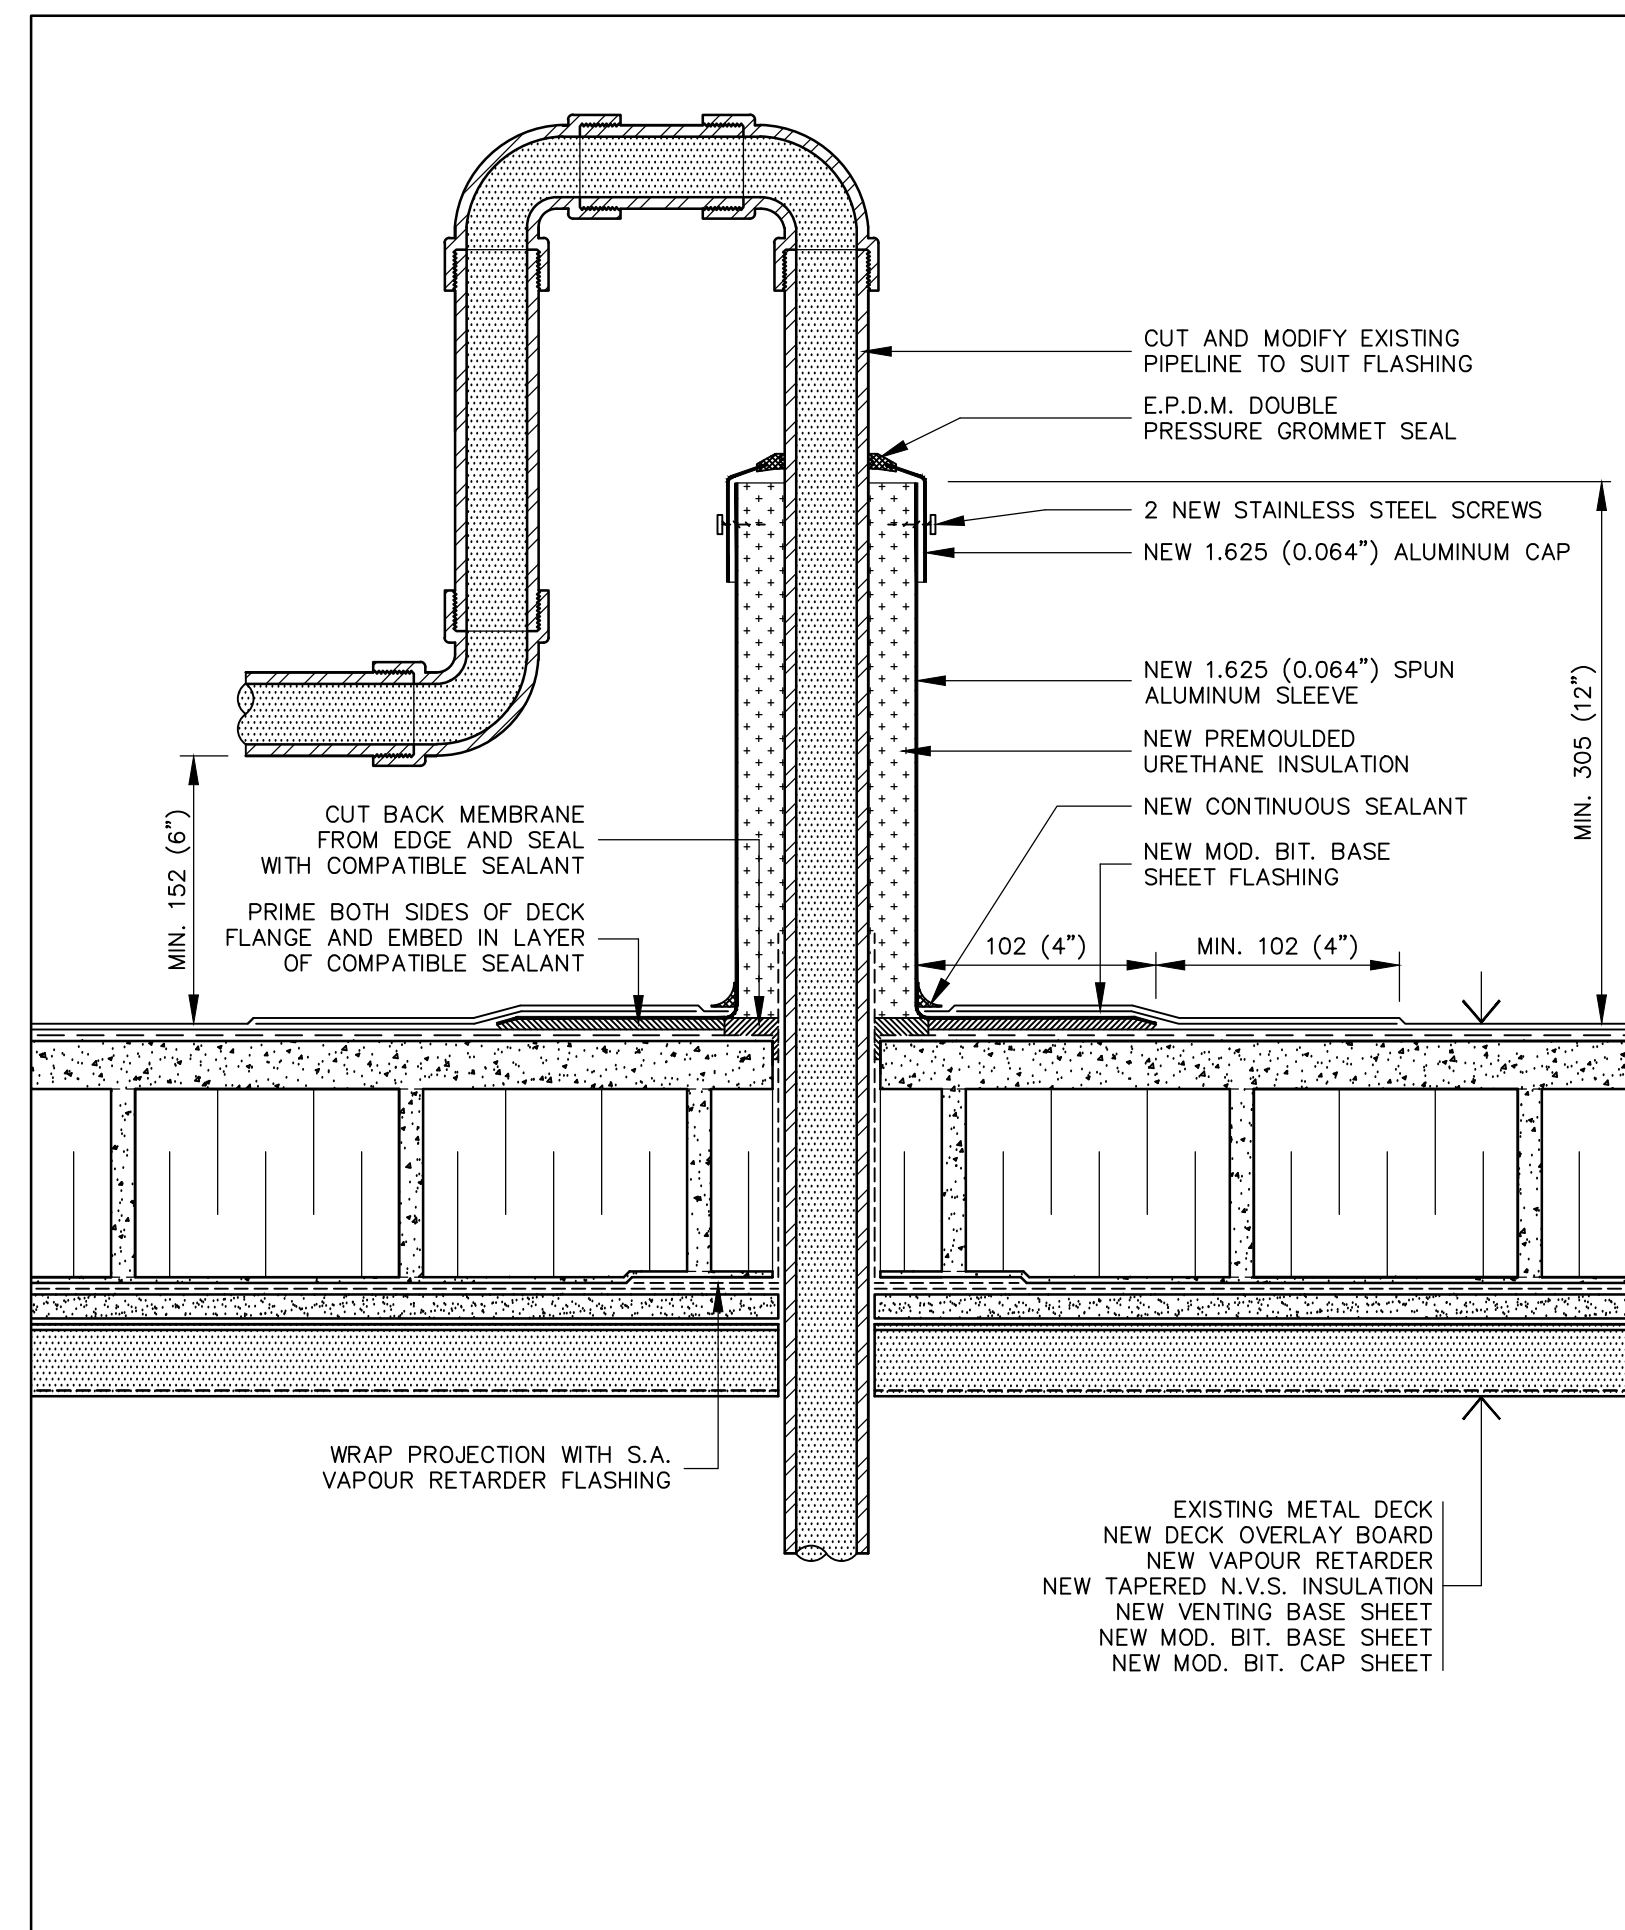 CUT AND MODIFY EXISTING
PIPELINE TO SUIT FLASHING
E.P.D.M. DOUBLE
PRESSURE GROMMET SEAL
2 NEW STAINLESS STEEL SCREWS
NEW 1.625 (0.064”) ALUMINUM CAP
NEW 1.625 (0.064”) SPUN
ALUMINUM SLEEVE
MIN. 305 (12”)
NEW PREMOULDED
URETHANE INSULATION
NEW CONTINUOUS SEALANT
NEW MOD. BIT. BASE
SHEET FLASHING
102 (4”)
MIN. 102 (4”)
MIN. 152 (6”)
CUT BACK MEMBRANE
FROM EDGE AND SEAL
WITH COMPATIBLE SEALANT
PRIME BOTH SIDES OF DECK
FLANGE AND EMBED IN LAYER
OF COMPATIBLE SEALANT
WRAP PROJECTION WITH S.A.
VAPOUR RETARDER FLASHING
EXISTING METAL DECK
NEW DECK OVERLAY BOARD
NEW VAPOUR RETARDER
NEW TAPERED N.V.S. INSULATION
NEW VENTING BASE SHEET
NEW MOD. BIT. BASE SHEET
NEW MOD. BIT. CAP SHEET